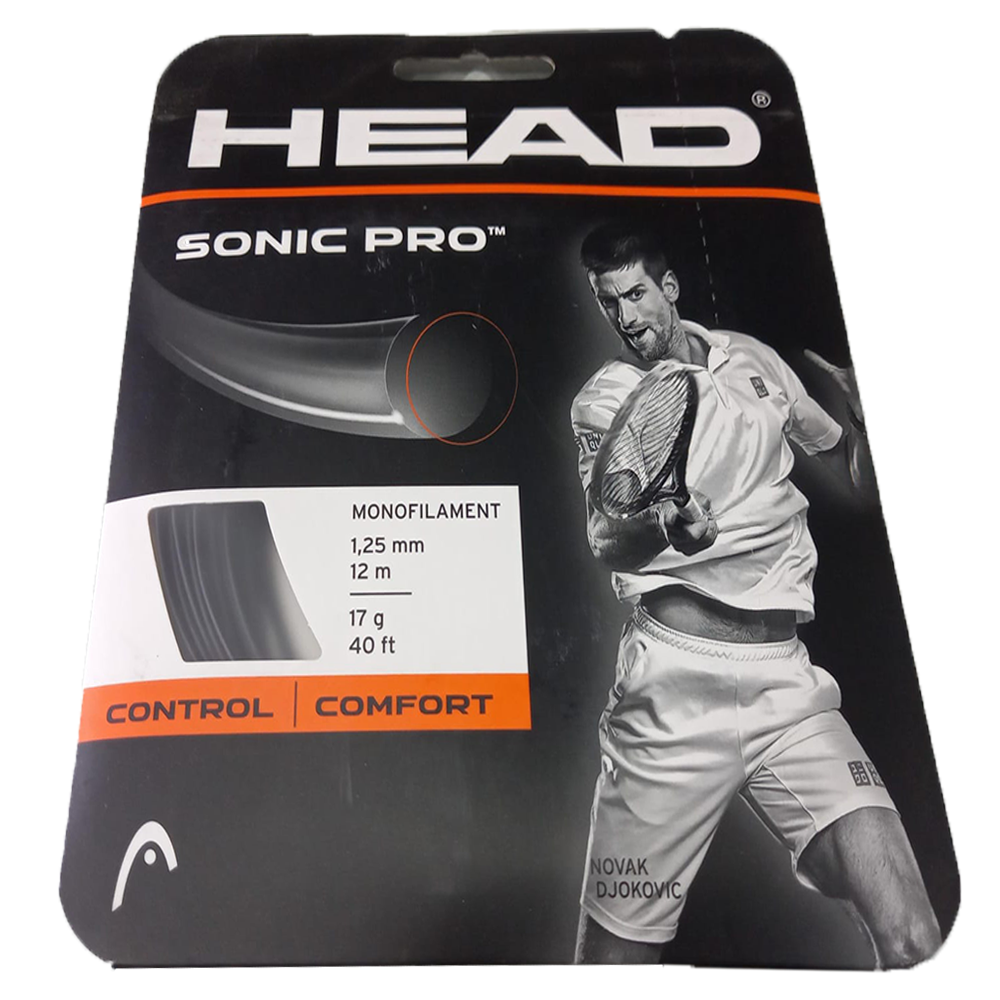 HEAD®
SONIC PRO™
MONOFILAMENT
1,25 mm
12 m
17 g
40 ft
CONTROL | COMFORT
NOVAK
DJOKOVIC